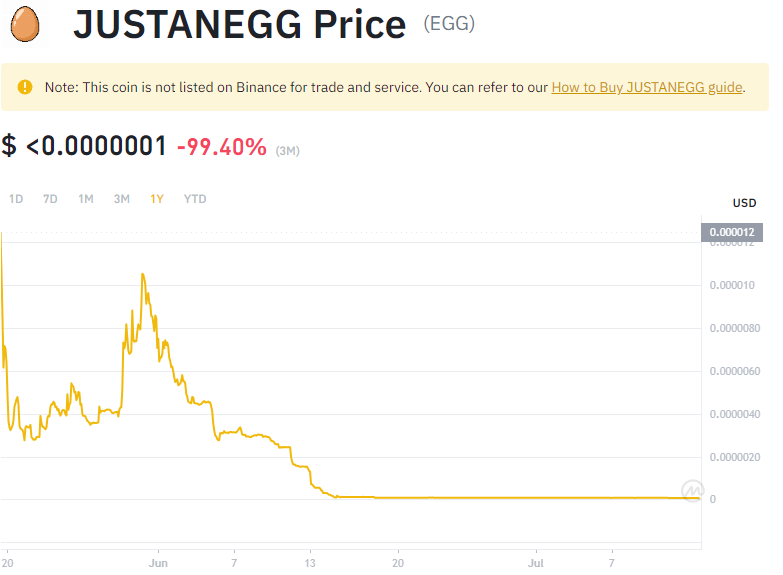 JUSTANEGG Price (EGG)
Note: This coin is not listed on Binance for trade and service. You can refer to our How to Buy JUSTANEGG guide.
$ <0.0000001 -99.40% (3M)
1D 7D 1M 3M 1Y YTD
USD
0.000012
0.000012
0.000010
0.0000080
0.0000060
0.0000040
0.0000020
0
20 Jun 7 13 20 Jul 7